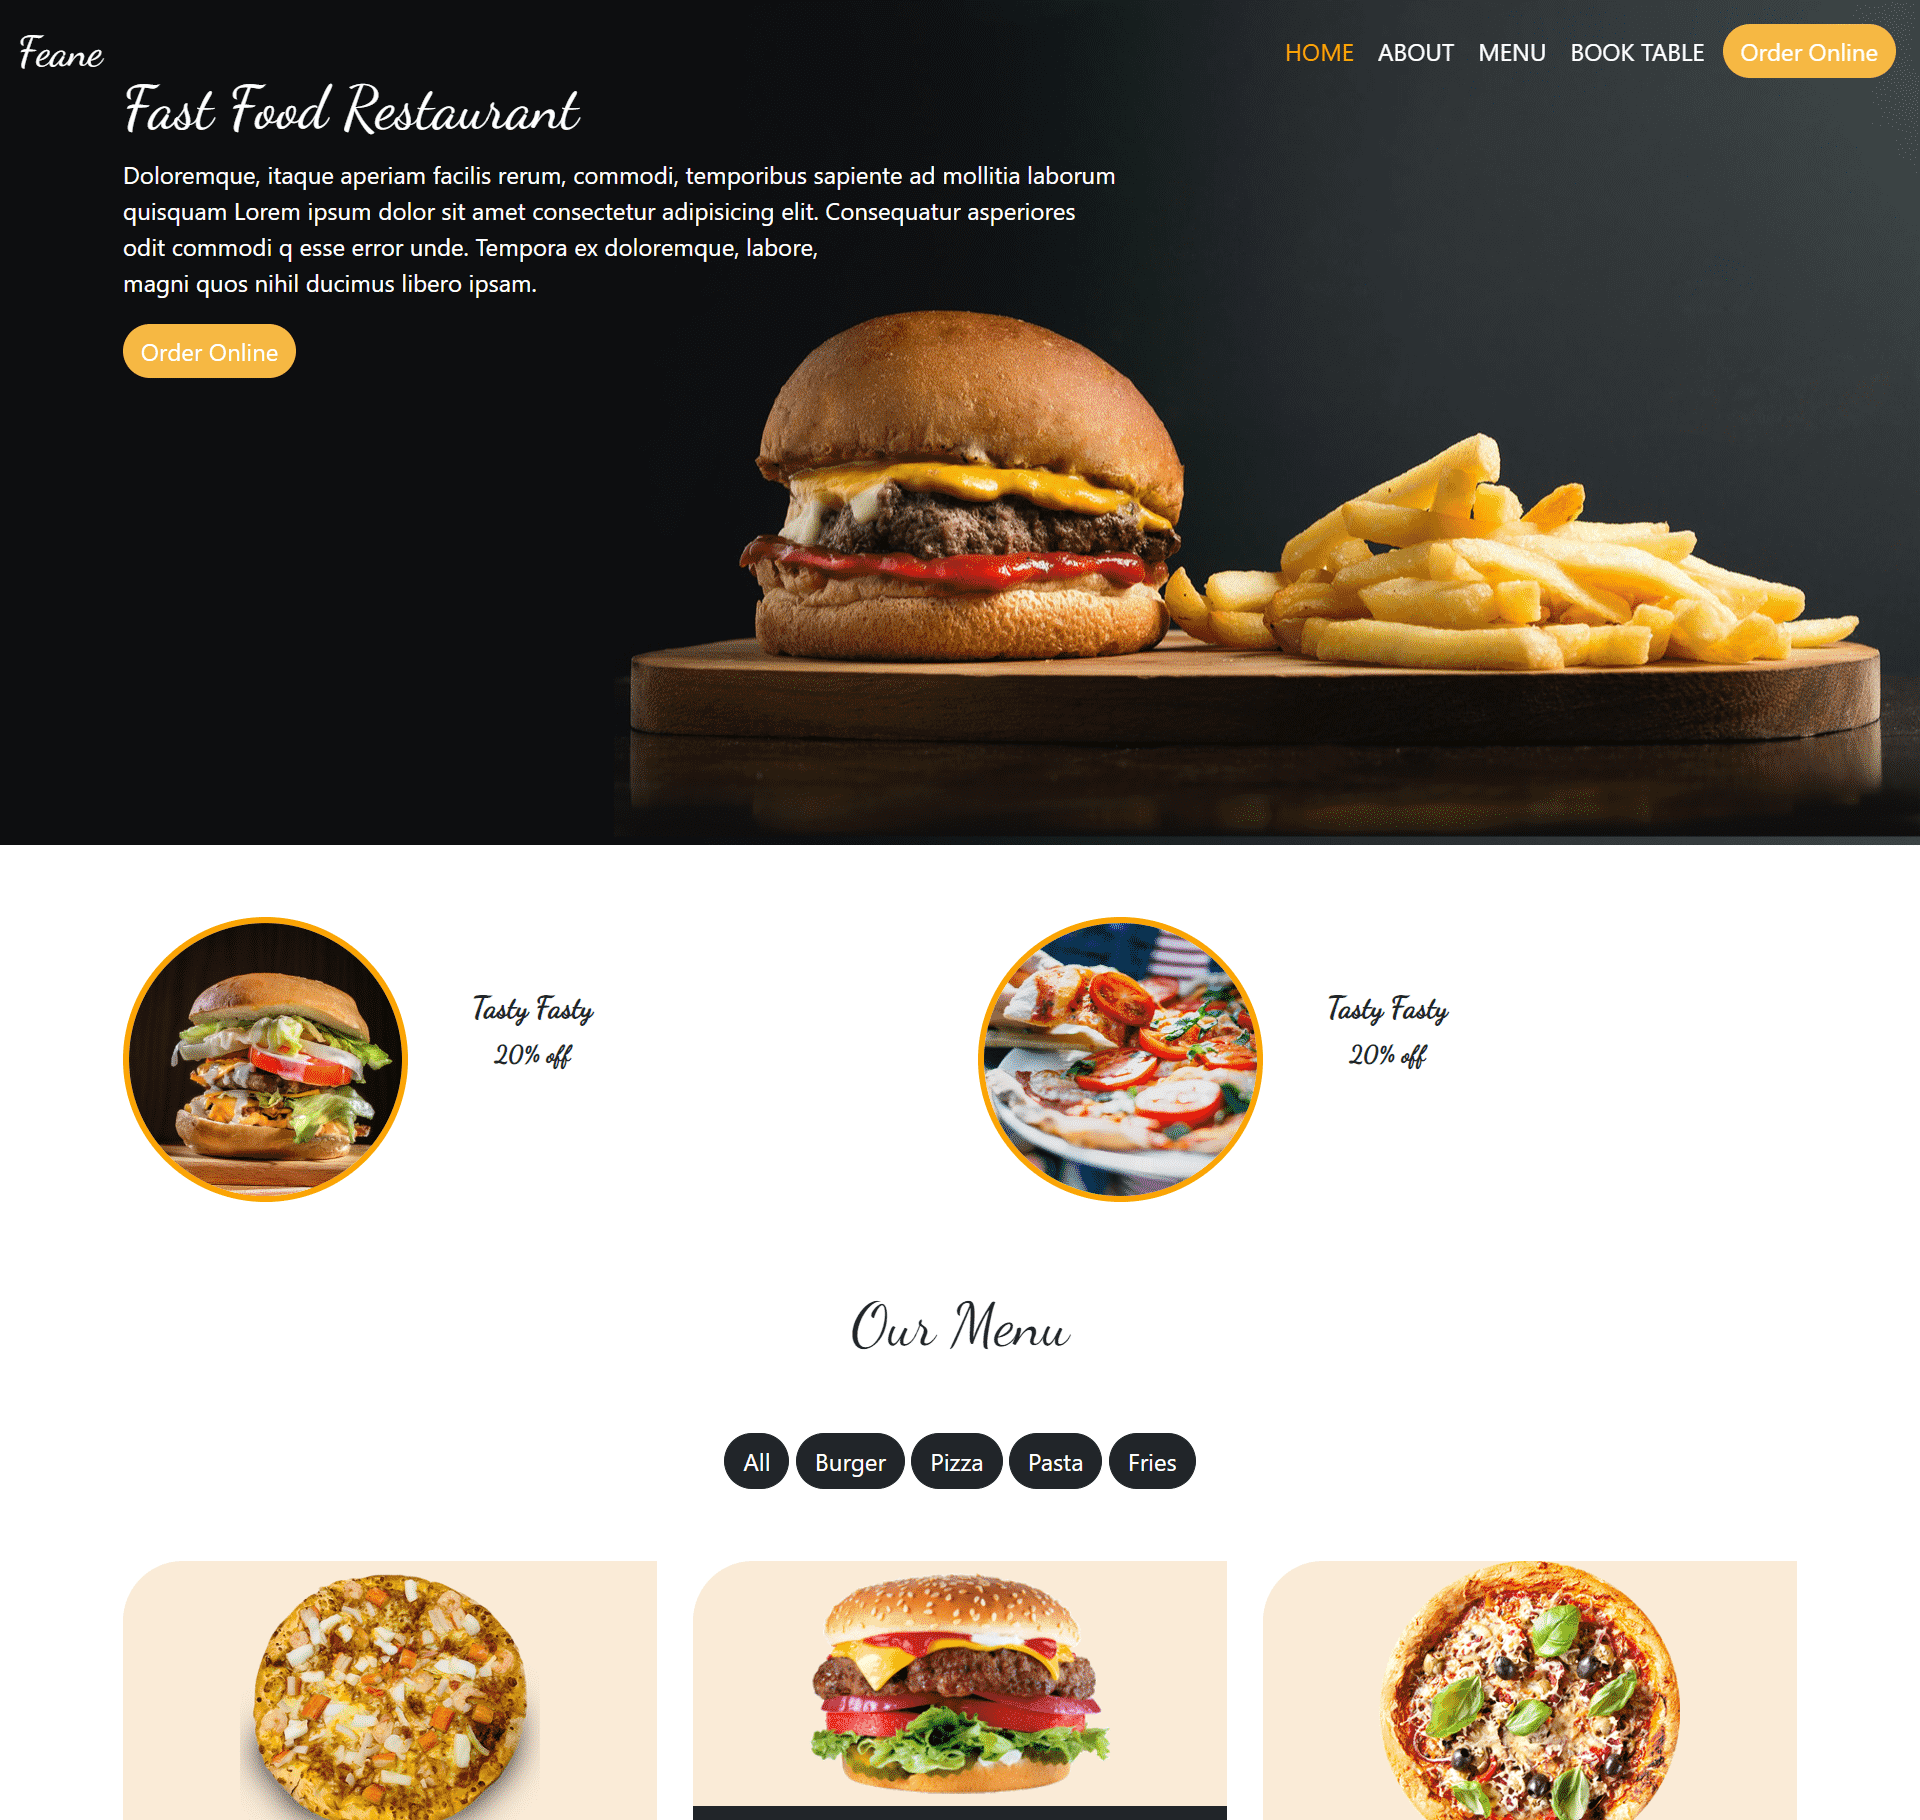 Feane
HOME ABOUT MENU BOOK TABLE Order Online
Fast Food Restaurant
Doloremque, itaque aperiam facilis rerum, commodi, temporibus sapiente ad mollitia laborum
quisquam Lorem ipsum dolor sit amet consectetur adipisicing elit. Consequatur asperiores
odit commodi q esse error unde. Tempora ex doloremque, labore,
magni quos nihil ducimus libero ipsam.
Order Online
Tasty Fasty
20% off
Tasty Fasty
20% off
Our Menu
All Burger Pizza Pasta Fries